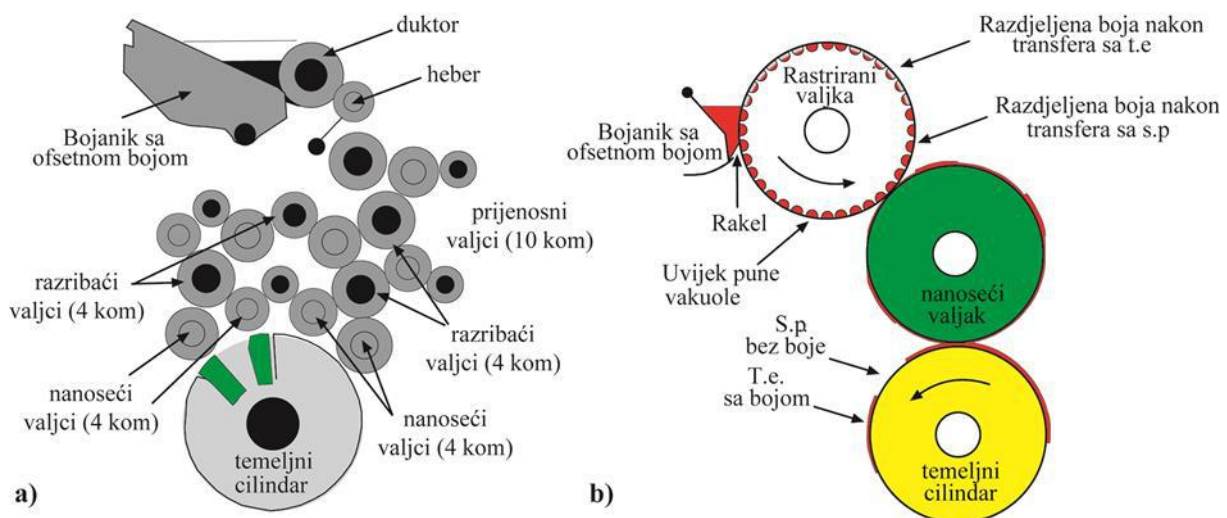 duktor
heber
Bojanik sa
ofsetnom bojom
prijenosni
valjci (10 kom)
razribaći
valjci (4 kom)
razribaći
valjci (4 kom)
nanoseći
valjci (4 kom)
nanoseći
valjci (4 kom)
temeljni
cilindar
a)
Razdjeljena boja nakon
transfera sa t.e
Rastrirani
valjka
Razdjeljena boja nakon
transfera sa s.p
Bojanik sa
ofsetnom bojom
Rakel
Uvijek pune
vakuole
nanoseći
valjak
S.p.
bez boje
T.e.
sa bojom
temeljni
cilindar
b)